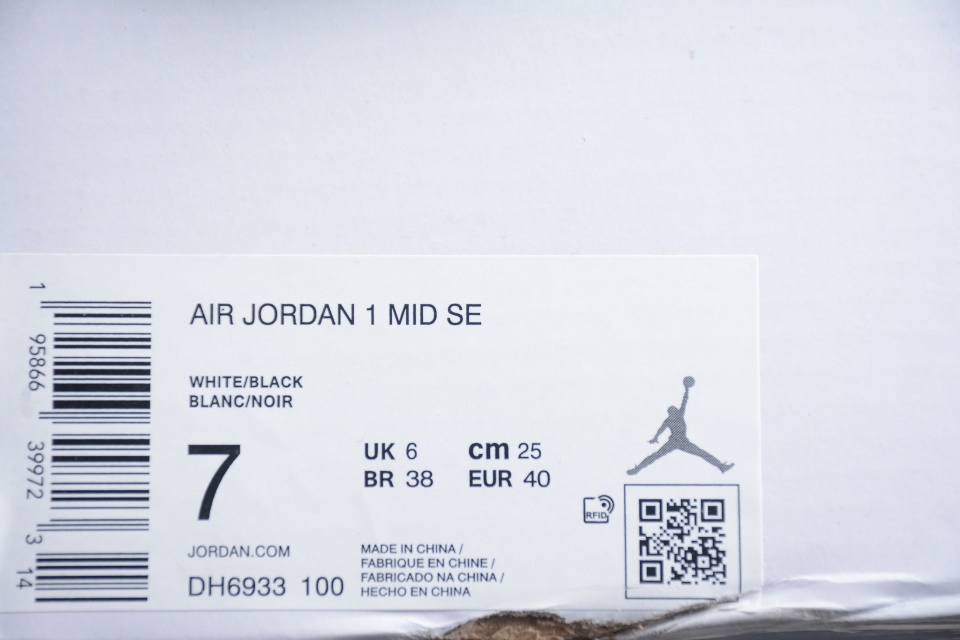 AIR JORDAN 1 MID SE
WHITE/BLACK
BLANC/NOIR
7
UK 6 cm 25
BR 38 EUR 40
JORDAN.COM
DH6933 100
MADE IN CHINA /
FABRIQUE EN CHINE /
FABRICADO NA CHINA /
HECHO EN CHINA
RFID
1 95866 39972 3 14